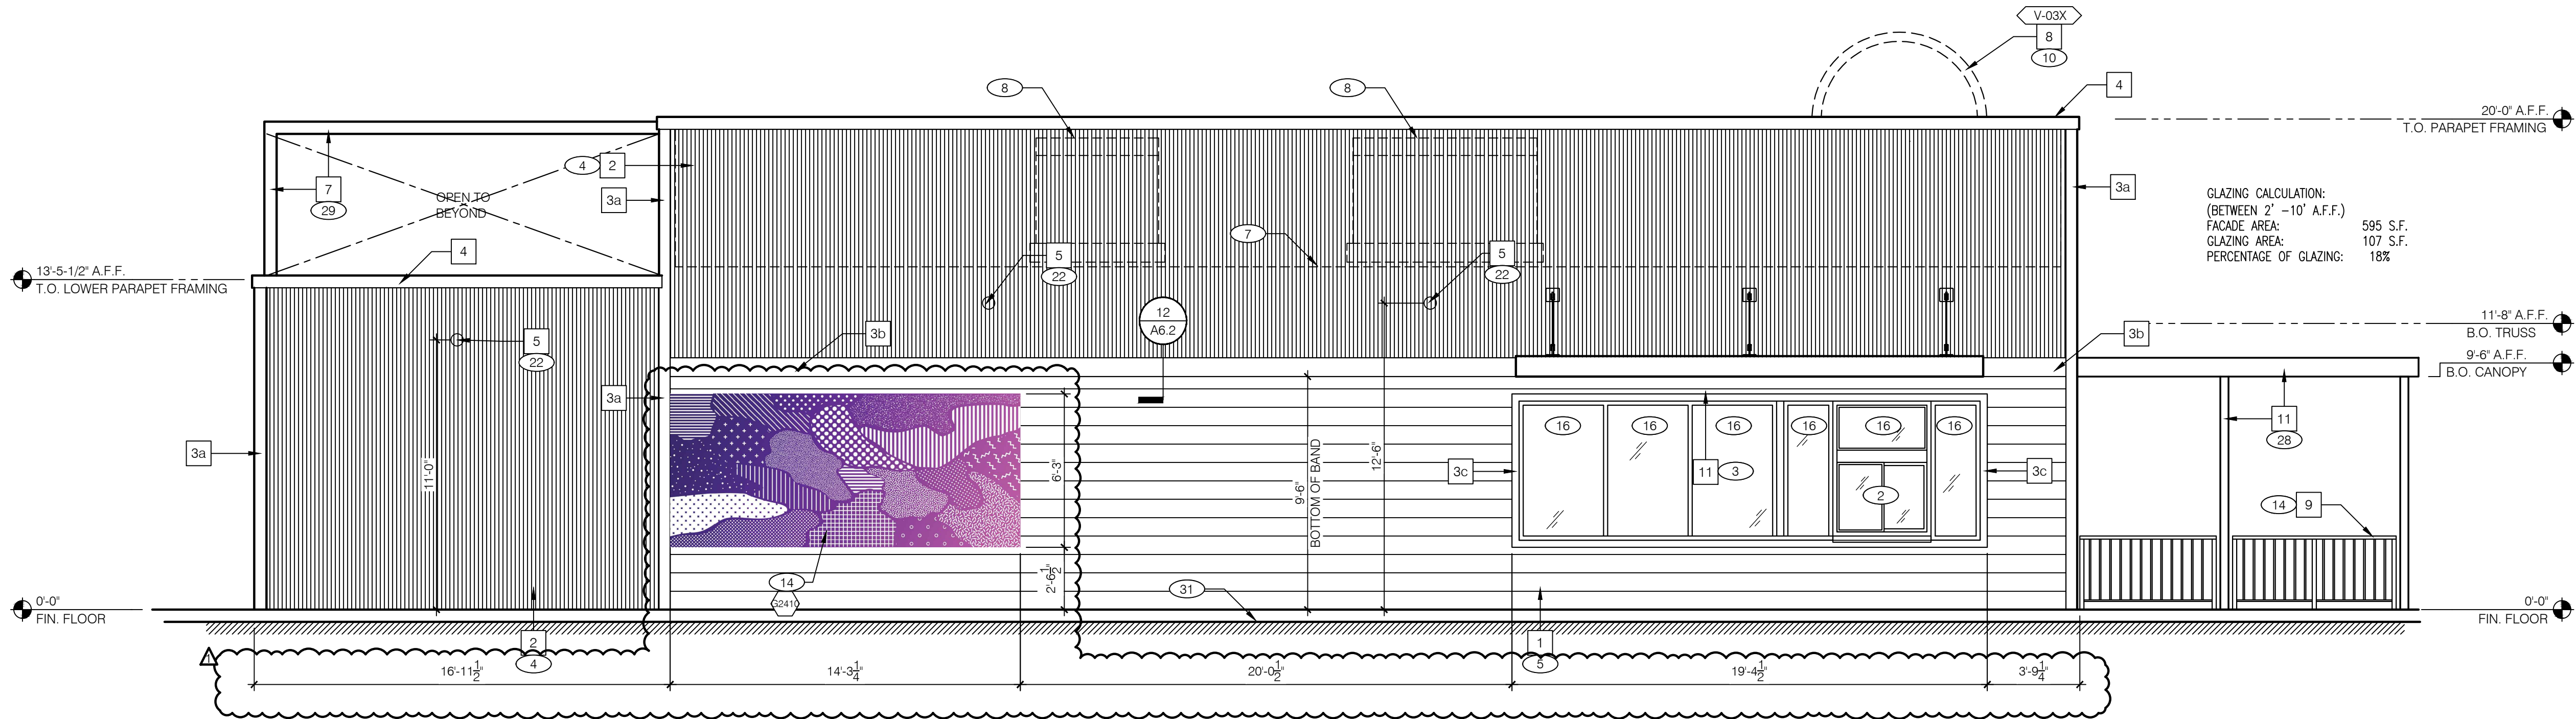 V-03X
8
10
8
8
4
20'-0" A.F.F.
T.O. PARAPET FRAMING
4
2
7
29
3a
3a
OPEN TO
BEYOND
GLAZING CALCULATION:
(BETWEEN 2' -10' A.F.F.)
FACADE AREA: 595 S.F.
GLAZING AREA: 107 S.F.
PERCENTAGE OF GLAZING: 18%
4
7
5
22
5
22
13'-5-1/2" A.F.F.
T.O. LOWER PARAPET FRAMING
12
A6.2
11'-8" A.F.F.
B.O. TRUSS
3b
3b
5
22
9'-6" A.F.F.
B.O. CANOPY
3a
3a
11'-0"
6'-3"
9'-6"
BOTTOM OF BAND
12'-6"
16
16
16
16
16
16
3c
11
3
3c
2
11
28
14
9
2'-6 1/2"
14
G2410
31
0'-0"
FIN. FLOOR
0'-0"
FIN. FLOOR
2
4
1
5
1
16'-11 1/2"
14'-3 1/4"
20'-0 1/2"
19'-4 1/2"
3'-9 1/4"